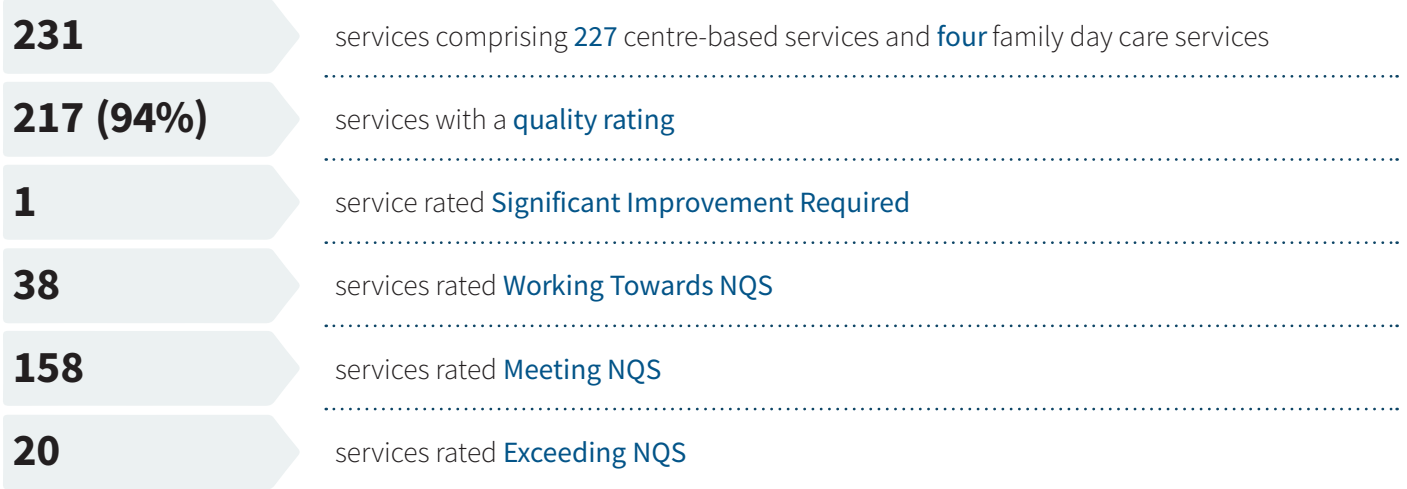 231 services comprising 227 centre-based services and four family day care services
217 (94%) services with a quality rating
1 service rated Significant Improvement Required
38 services rated Working Towards NQS
158 services rated Meeting NQS
20 services rated Exceeding NQS